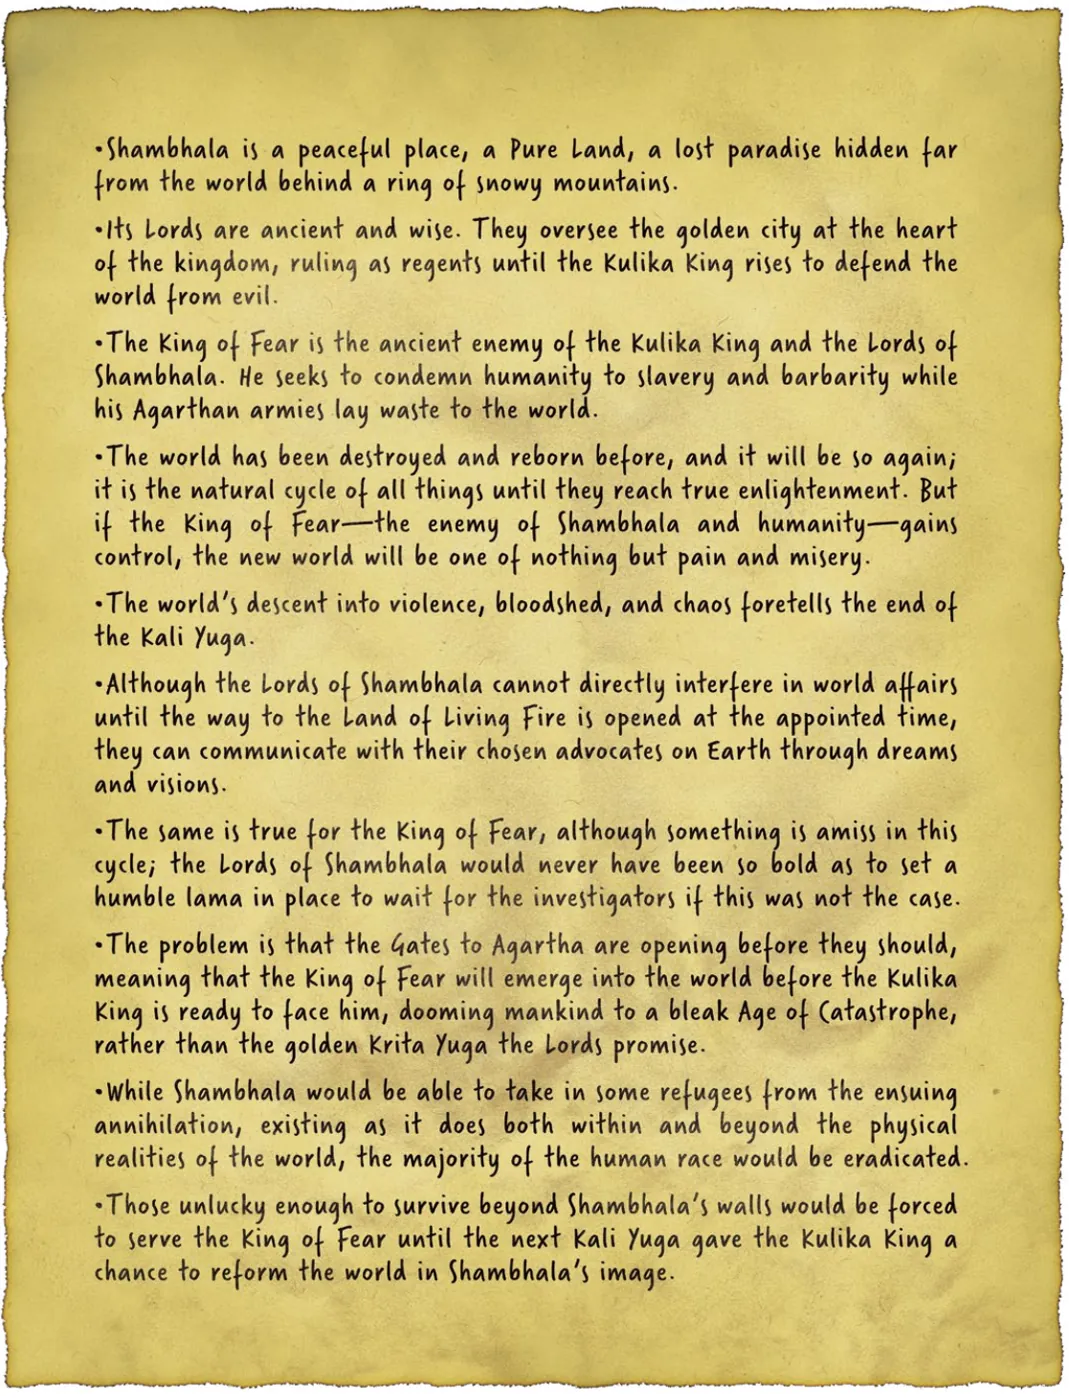 •Shambhala is a peaceful place, a Pure Land, a lost paradise hidden far
from the world behind a ring of snowy mountains.
•Its Lords are ancient and wise. They oversee the golden city at the heart
of the kingdom, ruling as regents until the Kulika King rises to defend the
world from evil.
•The King of Fear is the ancient enemy of the Kulika King and the Lords of
Shambhala. He seeks to condemn humanity to slavery and barbarity while
his Agarthan armies lay waste to the world.
•The world has been destroyed and reborn before, and it will be so again;
it is the natural cycle of all things until they reach true enlightenment. But
if the King of Fear—the enemy of Shambhala and humanity—gains
control, the new world will be one of nothing but pain and misery.
•The world's descent into violence, bloodshed, and chaos foretells the end of
the Kali Yuga.
•Although the Lords of Shambhala cannot directly interfere in world affairs
until the way to the Land of Living Fire is opened at the appointed time,
they can communicate with their chosen advocates on Earth through dreams
and visions.
•The same is true for the King of Fear, although something is amiss in this
cycle; the Lords of Shambhala would never have been so bold as to set a
humble lama in place to wait for the investigators if this was not the case.
•The problem is that the Gates to Agartha are opening before they should,
meaning that the King of Fear will emerge into the world before the Kulika
King is ready to face him, dooming mankind to a bleak Age of Catastrophe,
rather than the golden Krita Yuga the Lords promise.
•While Shambhala would be able to take in some refugees from the ensuing
annihilation, existing as it does both within and beyond the physical
realities of the world, the majority of the human race would be eradicated.
•Those unlucky enough to survive beyond Shambhala's walls would be forced
to serve the King of Fear until the next Kali Yuga gave the Kulika King a
chance to reform the world in Shambhala's image.